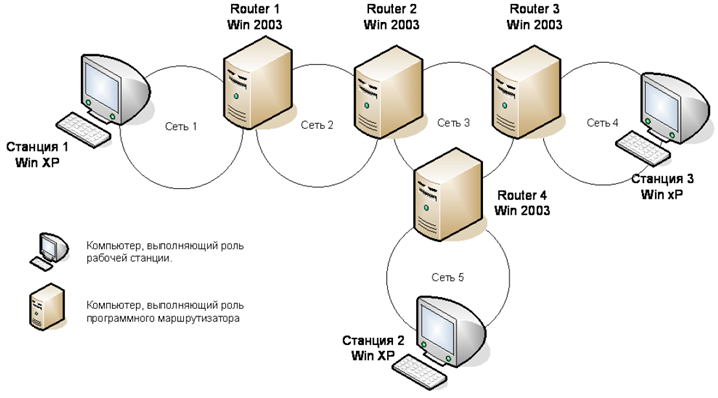 Router 1
Win 2003
Router 2
Win 2003
Router 3
Win 2003
Сеть 1
Сеть 2
Сеть 3
Сеть 4
Станция 1
Win XP
Станция 3
Win xP
Router 4
Win 2003
Компьютер, выполняющий роль
рабочей станции.
Сеть 5
Компьютер, выполняющий роль
программного маршрутизатора
Станция 2
Win XP